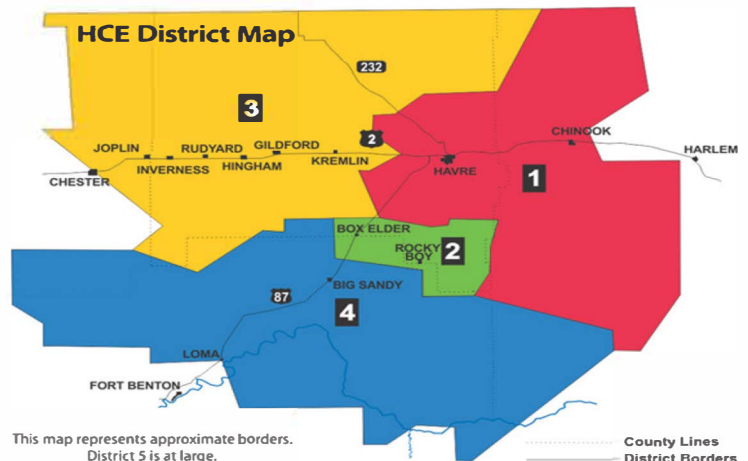 HCE District Map
232
3
2
JOPLIN
RUDYARD
GILDFORD
CHINOOK
INVERNESS
HINGHAM
KREMLIN
HAVRE
HARLEM
CHESTER
1
BOX ELDER
ROCKY
BOY
2
BIG SANDY
87
4
LOMA
FORT BENTON
This map represents approximate borders.
District 5 is at large.
County Lines
District Borders